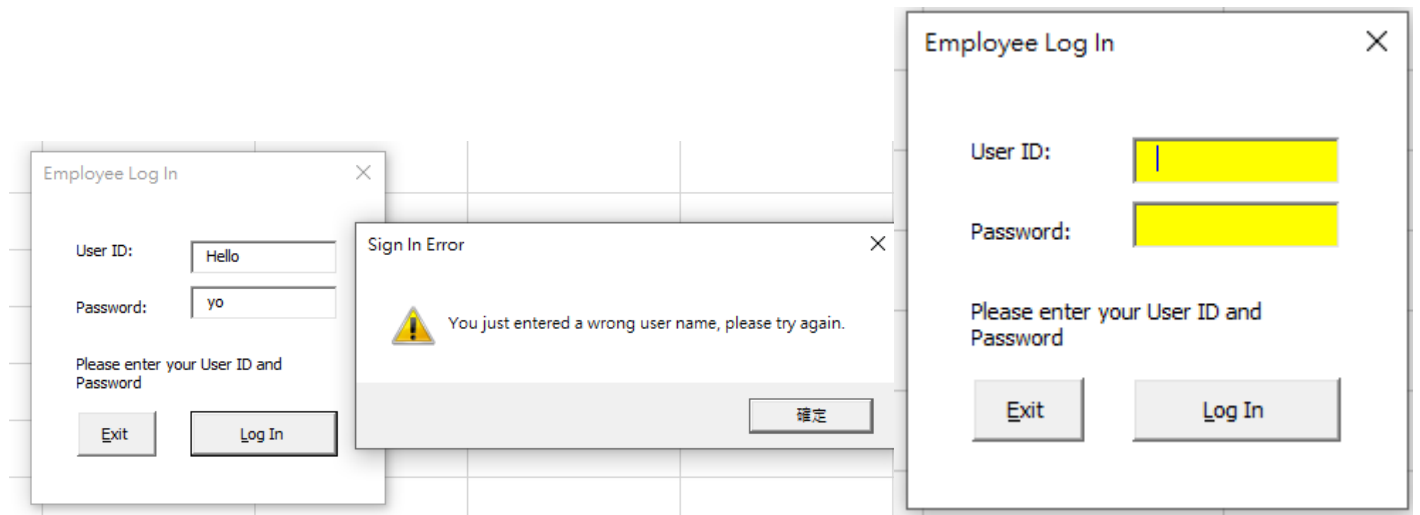 Employee Log In
User ID:
Hello
Password:
yo
Please enter your User ID and
Password
Exit
Log In
Sign In Error
You just entered a wrong user name, please try again.
確定
Employee Log In
User ID:
Password:
Please enter your User ID and
Password
Exit
Log In